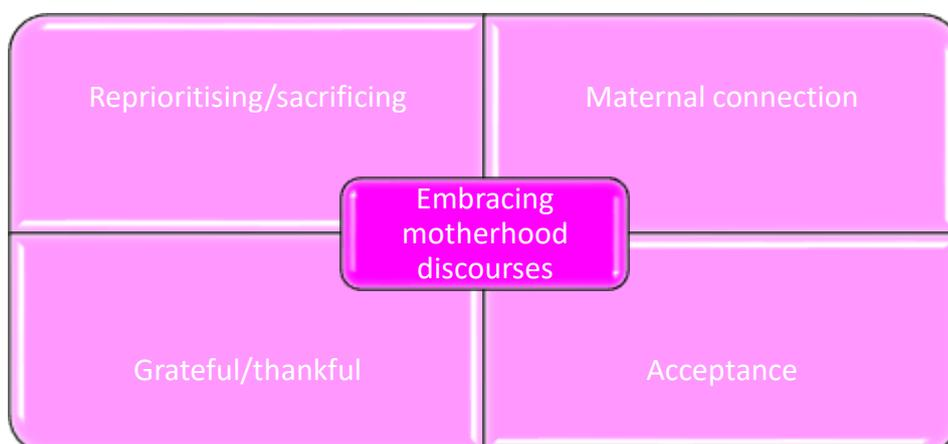 Reprioritising/sacrificing
Maternal connection
Embracing
motherhood
discourses
Grateful/thankful
Acceptance